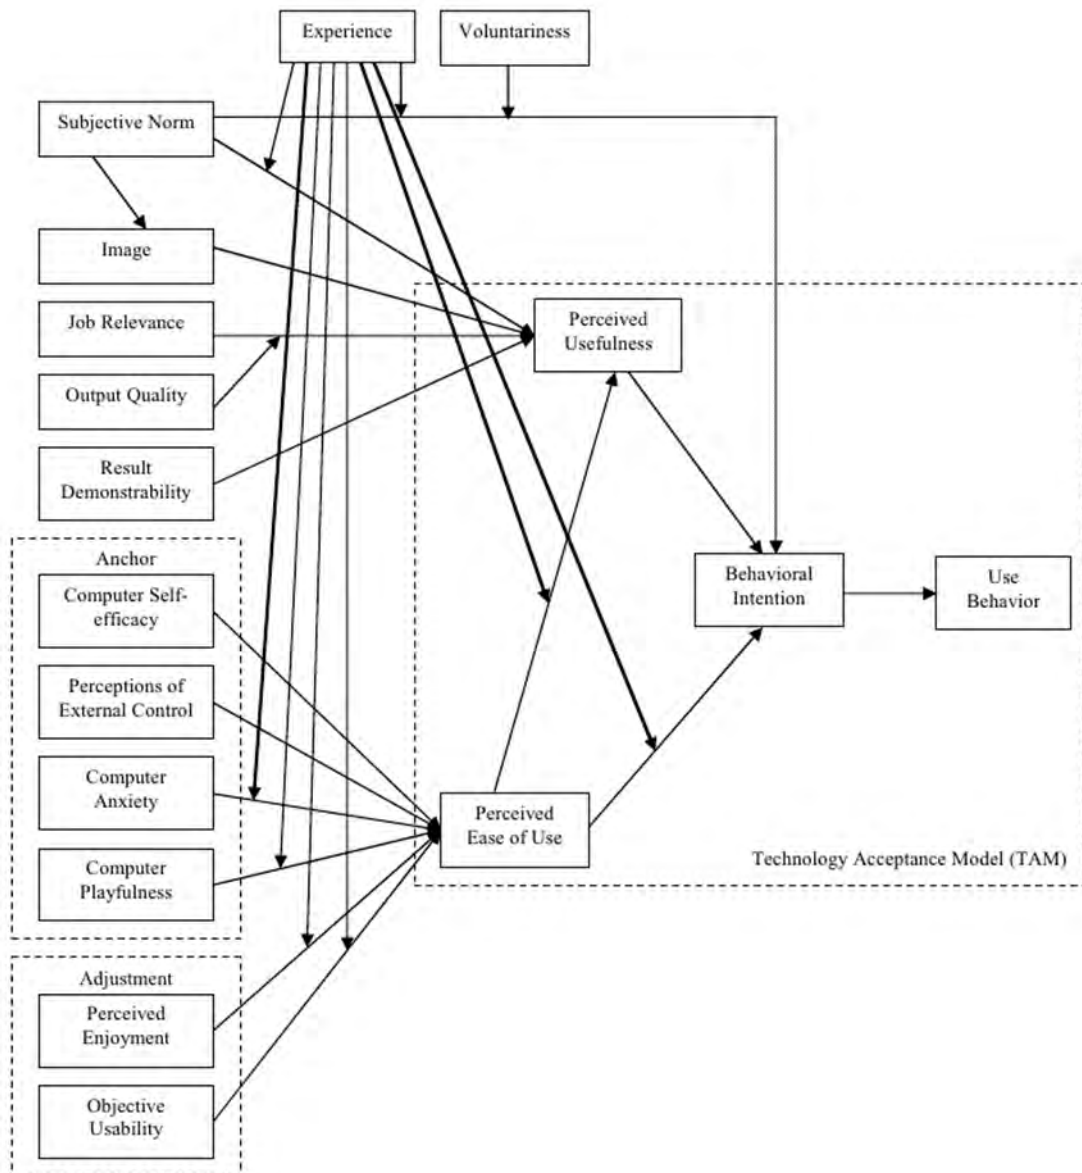 Experience
Voluntariness
Subjective Norm
Image
Job Relevance
Output Quality
Result
Demonstrability
Perceived
Usefulness
Anchor
Computer Self-
efficacy
Perceptions of
External Control
Computer
Anxiety
Computer
Playfulness
Adjustment
Perceived
Enjoyment
Objective
Usability
Perceived
Ease of Use
Behavioral
Intention
Use
Behavior
Technology Acceptance Model (TAM)